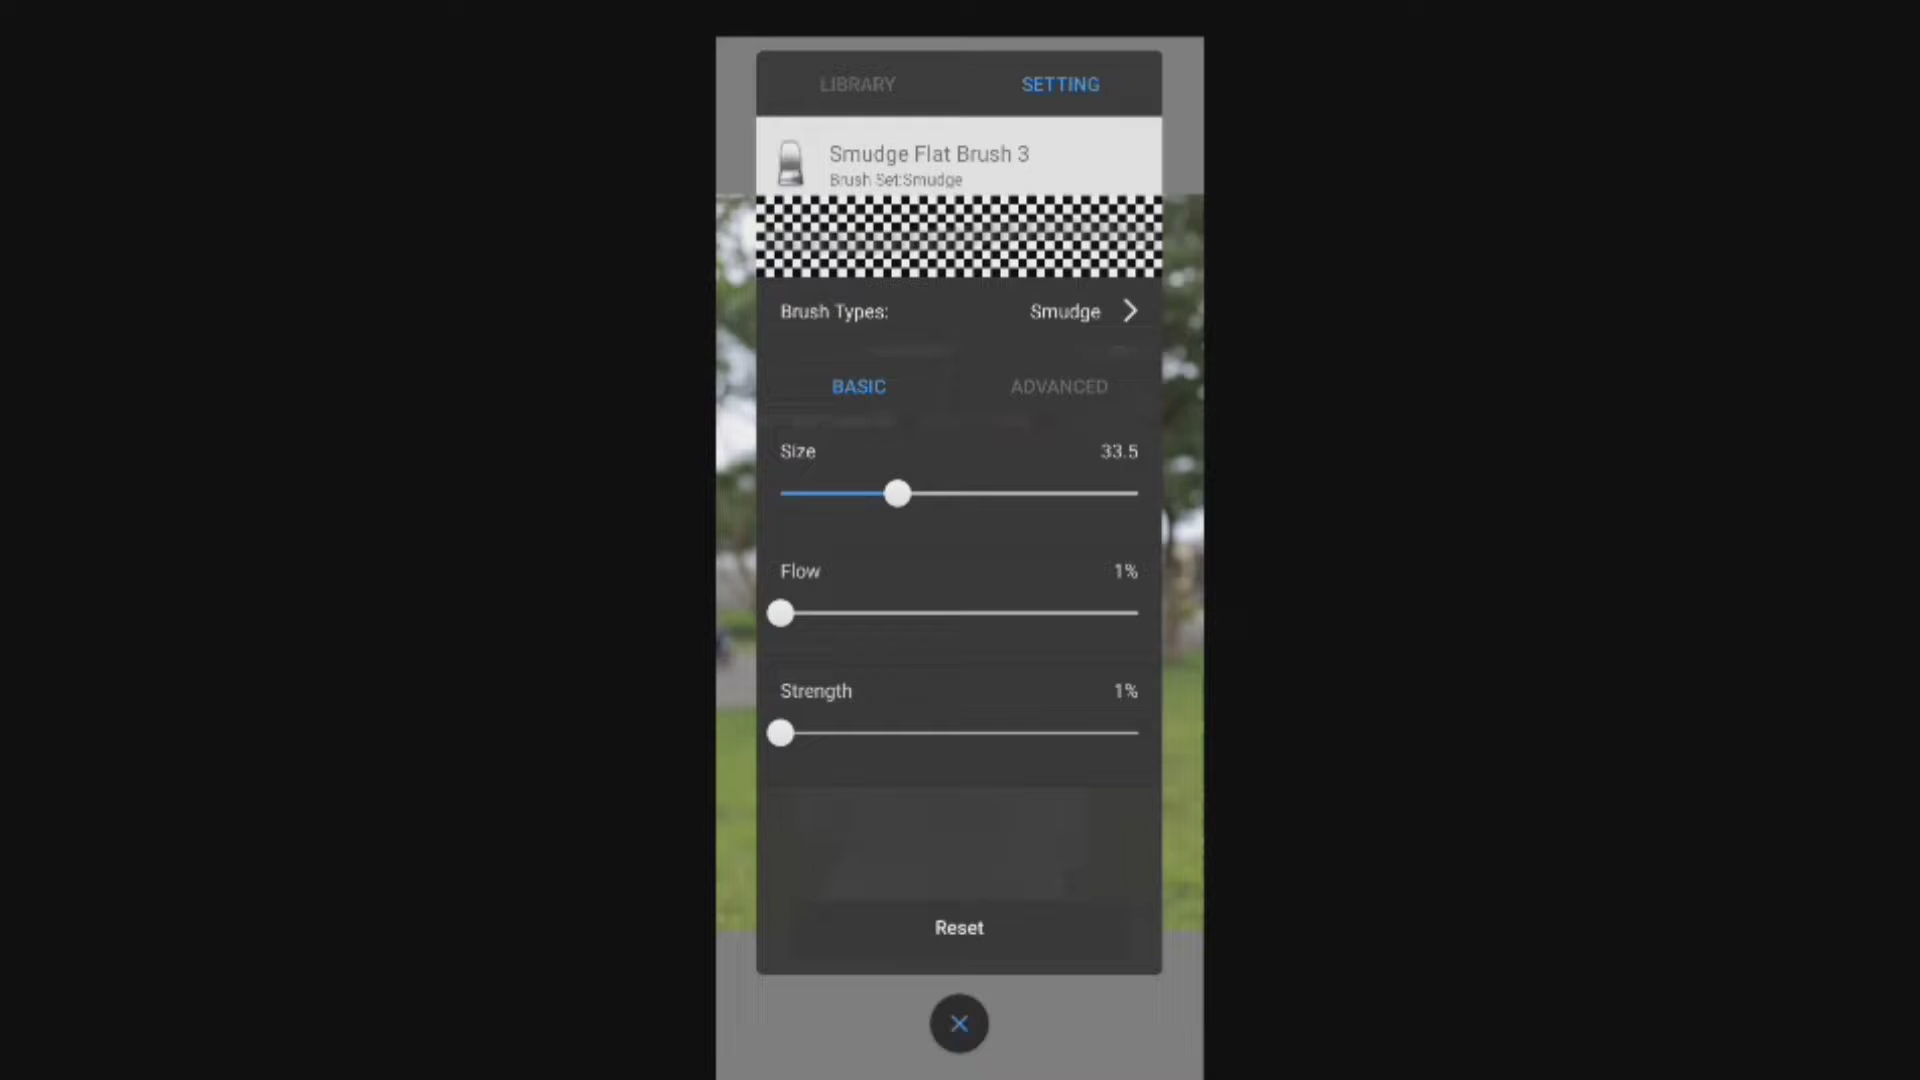 LIBRARY SETTING
Smudge Flat Brush 3
Brush Set:Smudge
Brush Types: Smudge
BASIC ADVANCED
Size 33.5
Flow 1%
Strength 1%
Reset